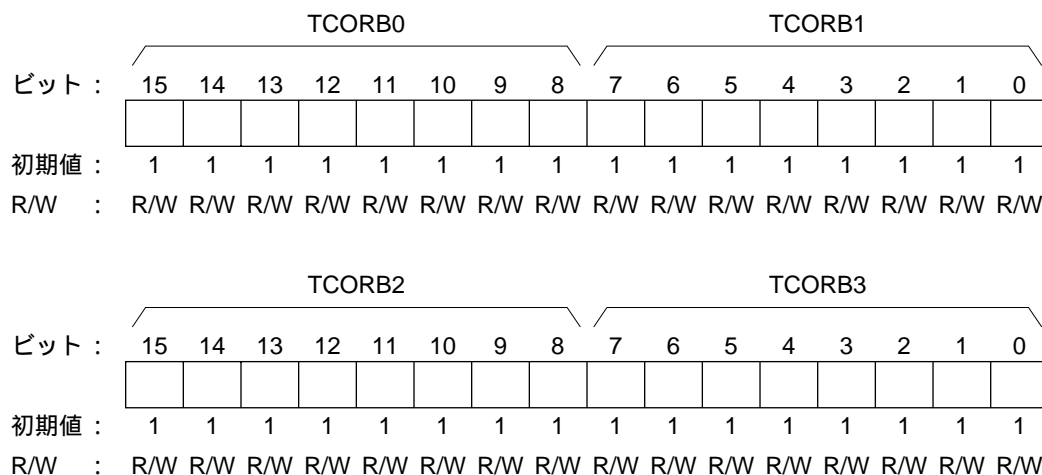 TCORB0 TCORB1
ビット : 15 14 13 12 11 10 9 8 7 6 5 4 3 2 1 0
初期値 : 1 1 1 1 1 1 1 1 1 1 1 1 1 1 1 1
R/W : R/W R/W R/W R/W R/W R/W R/W R/W R/W R/W R/W R/W R/W R/W R/W R/W
TCORB2 TCORB3
ビット : 15 14 13 12 11 10 9 8 7 6 5 4 3 2 1 0
初期値 : 1 1 1 1 1 1 1 1 1 1 1 1 1 1 1 1
R/W : R/W R/W R/W R/W R/W R/W R/W R/W R/W R/W R/W R/W R/W R/W R/W R/W